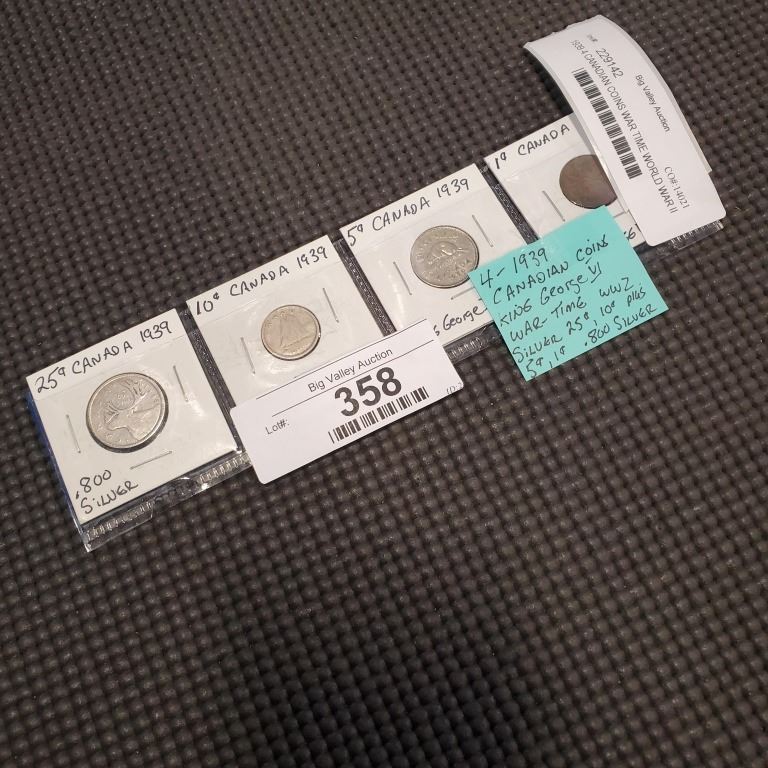 25¢ CANADA 1939
.800
SILVER
10¢ CANADA 1939
5¢ CANADA 1939
George
1¢ CANADA
Big Valley Auction
Lot#:
358
4-1939
CANADIAN COINS
KING George VI
WAR-TIME WW2
SILVER 25¢ 10¢ plus
5¢, 1¢ .800 SILVER
Big Valley Auction
CO#:14021
229142
1939 4 CANADIAN COINS WAR TIME WORLD WAR II